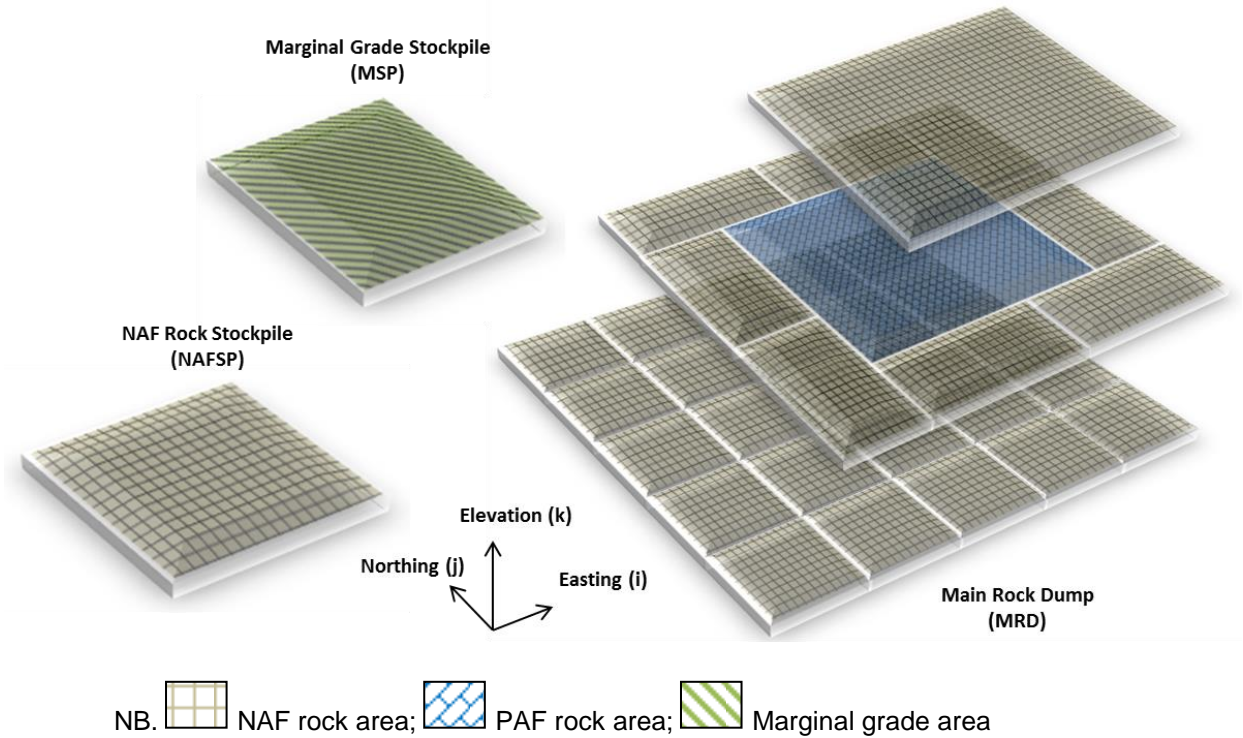 Marginal Grade Stockpile
(MSP)
NAF Rock Stockpile
(NAFSP)
Elevation (k)
Northing (j)
Easting (i)
Main Rock Dump
(MRD)
NB. NAF rock area; PAF rock area; Marginal grade area